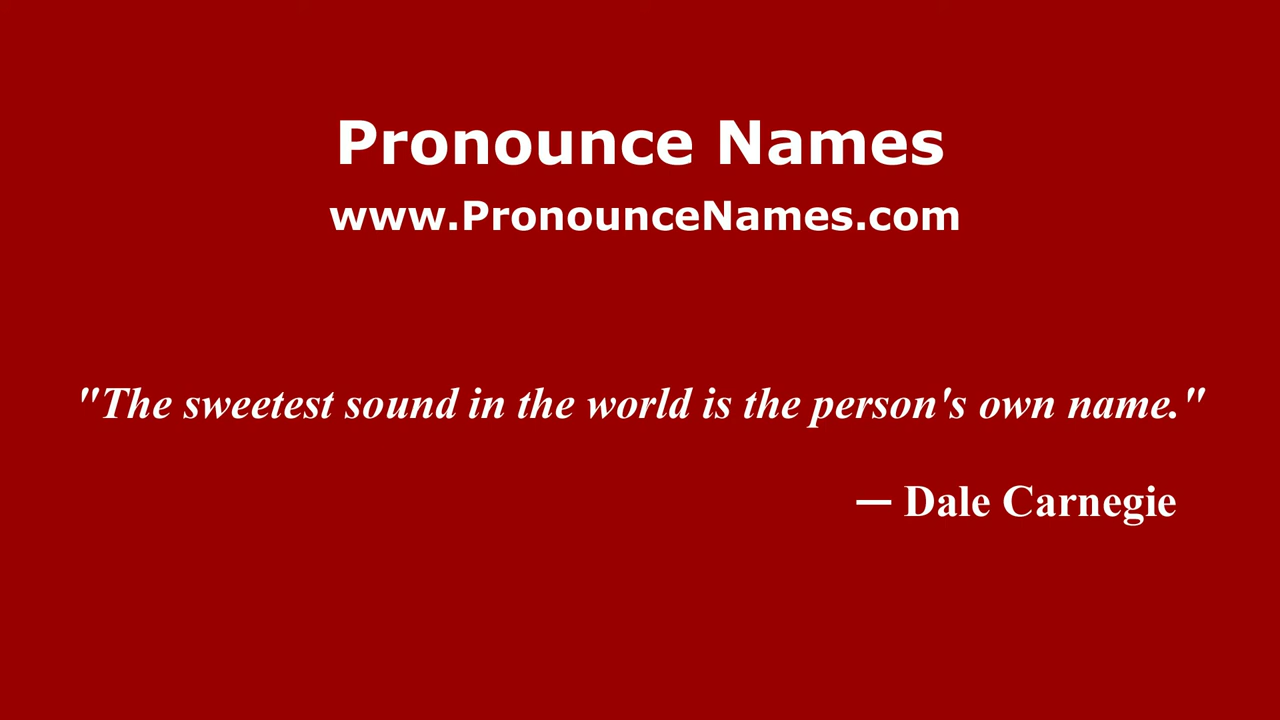 Pronounce Names
www.PronounceNames.com
"The sweetest sound in the world is the person's own name."
— Dale Carnegie